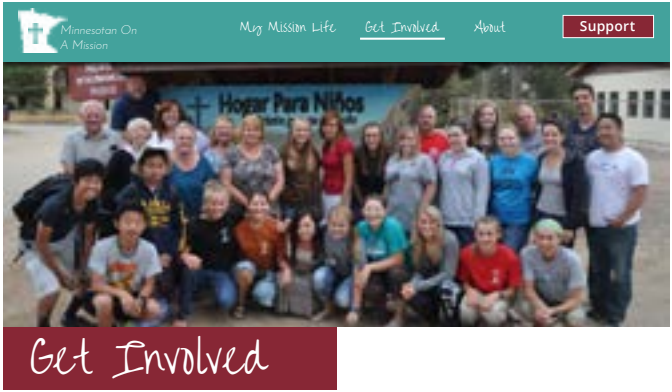 Minnesotan On
A Mission
My Mission Life
Get Involved
About
Support
Hogar Para Niños
Get Involved